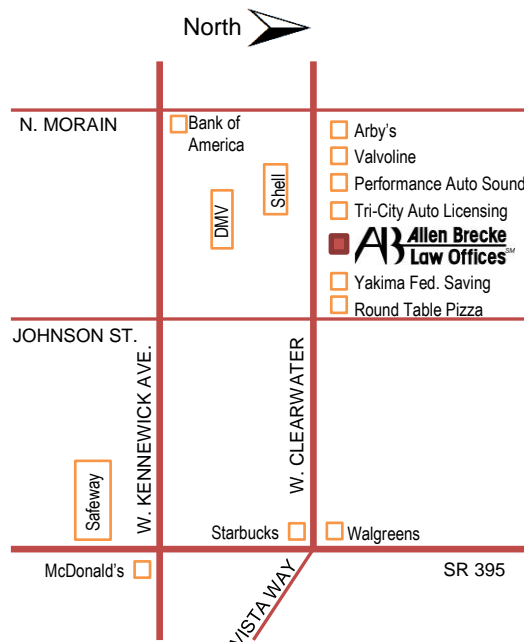 North
N. MORAIN
Bank of
America
Shell
DMV
Arby's
Valvoline
Performance Auto Sound
Tri-City Auto Licensing
AB Allen Brecke
Law Offices SM
Yakima Fed. Saving
Round Table Pizza
JOHNSON ST.
W. KENNEWICK AVE.
W. CLEARWATER
Safeway
Starbucks
Walgreens
McDonald's
SR 395
VISTA WAY